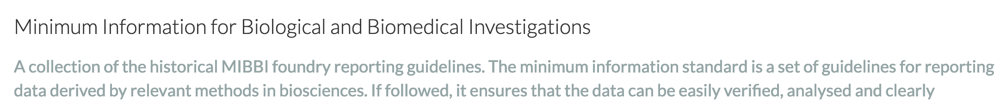 Minimum Information for Biological and Biomedical Investigations
A collection of the historical MIBBI foundry reporting guidelines. The minimum information standard is a set of guidelines for reporting
data derived by relevant methods in biosciences. If followed, it ensures that the data can be easily verified, analysed and clearly